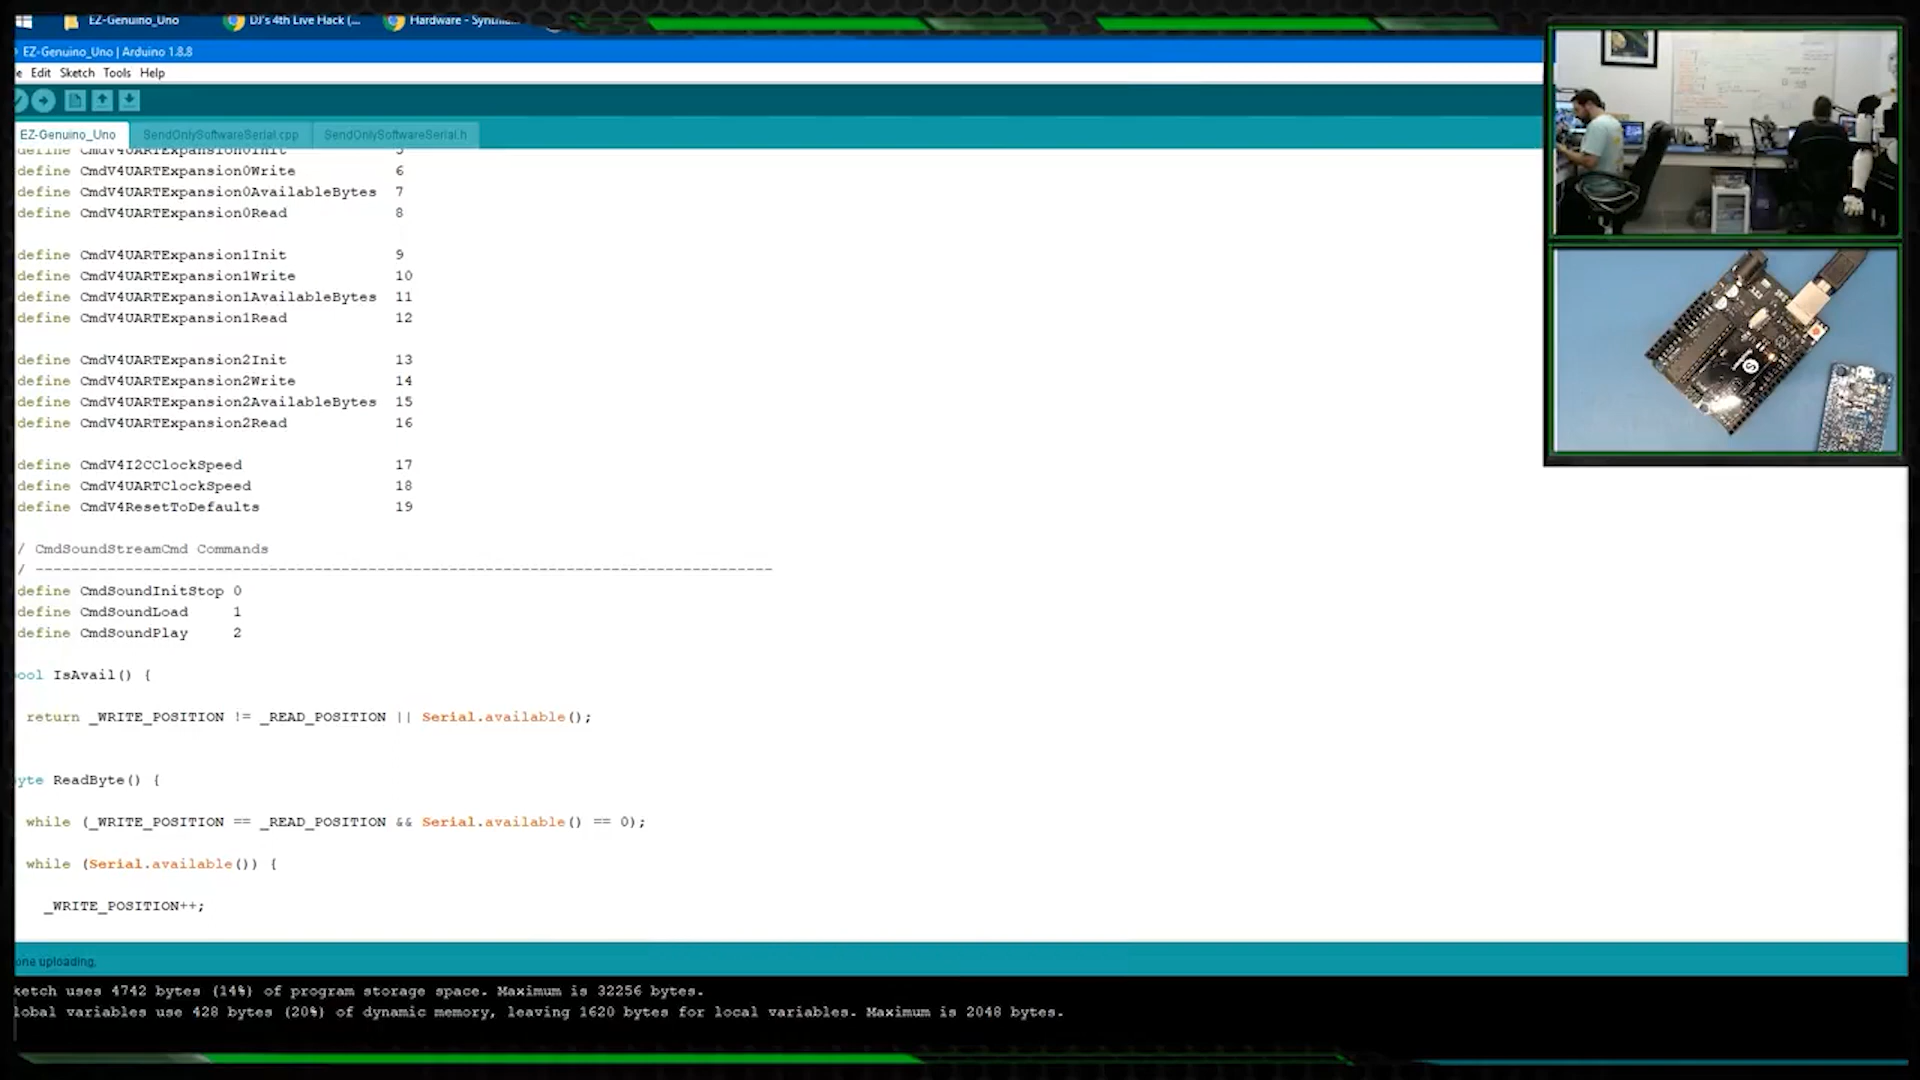 EZ-Genuino_Uno
DJ's 4th Live Hack (...
Hardware - Synthi...
EZ-Genuino_Uno | Arduino 1.8.8
e Edit Sketch Tools Help
EZ-Genuino_Uno SendOnlySoftwareSerial.cpp SendOnlySoftwareSerial.h
define CmdV4UARTExpansion0Init 5
define CmdV4UARTExpansion0Write 6
define CmdV4UARTExpansion0AvailableBytes 7
define CmdV4UARTExpansion0Read 8
define CmdV4UARTExpansion1Init 9
define CmdV4UARTExpansion1Write 10
define CmdV4UARTExpansion1AvailableBytes 11
define CmdV4UARTExpansion1Read 12
define CmdV4UARTExpansion2Init 13
define CmdV4UARTExpansion2Write 14
define CmdV4UARTExpansion2AvailableBytes 15
define CmdV4UARTExpansion2Read 16
define CmdV4I2CClockSpeed 17
define CmdV4UARTClockSpeed 18
define CmdV4ResetToDefaults 19
/ CmdSoundStreamCmd Commands
/ ----------------------------------------------------------------------------------
define CmdSoundInitStop 0
define CmdSoundLoad 1
define CmdSoundPlay 2
ool IsAvail() {
return _WRITE_POSITION != _READ_POSITION || Serial.available();
yte ReadByte() {
while (_WRITE_POSITION == _READ_POSITION && Serial.available() == 0);
while (Serial.available()) {
_WRITE_POSITION++;
one uploading.
ketch uses 4742 bytes (14%) of program storage space. Maximum is 32256 bytes.
lobal variables use 428 bytes (20%) of dynamic memory, leaving 1620 bytes for local variables. Maximum is 2048 bytes.